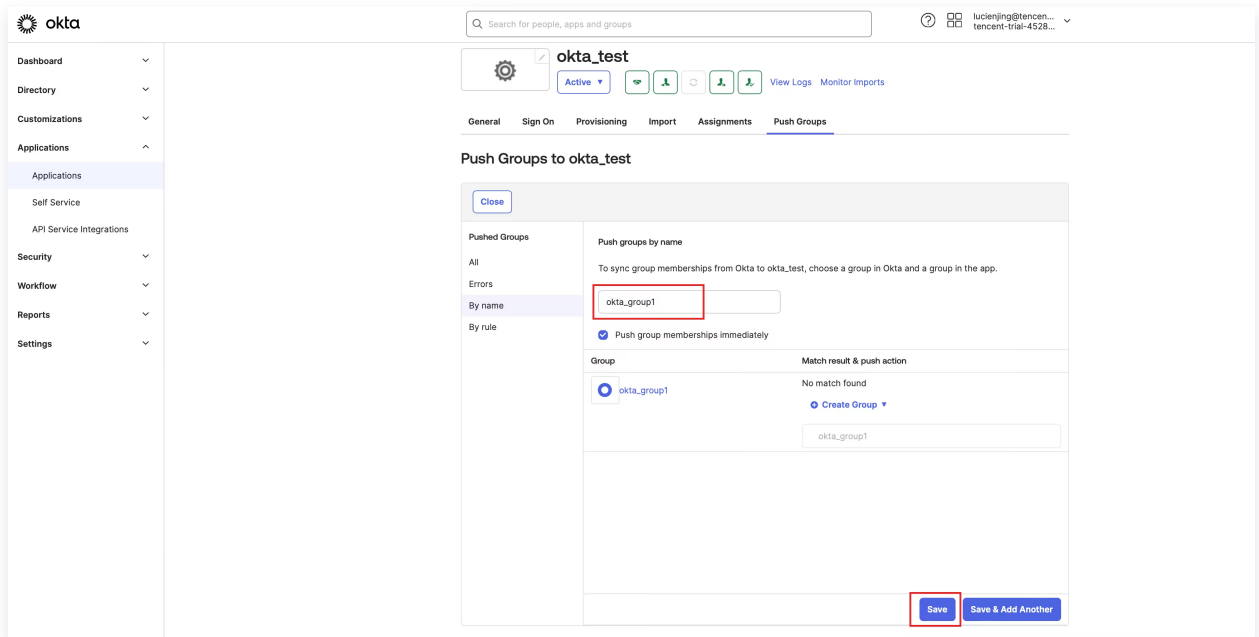 okta
Search for people, apps and groups
lucienjing@tencen...
tencent-trial-4528...
Dashboard
Directory
Customizations
Applications
Applications
Self Service
API Service Integrations
Security
Workflow
Reports
Settings
okta_test
Active
View Logs
Monitor Imports
General
Sign On
Provisioning
Import
Assignments
Push Groups
Push Groups to okta_test
Close
Pushed Groups
All
Errors
By name
By rule
Push groups by name
To sync group memberships from Okta to okta_test, choose a group in Okta and a group in the app.
okta_group1
Push group memberships immediately
Group
Match result & push action
okta_group1
No match found
Create Group
okta_group1
Save
Save & Add Another